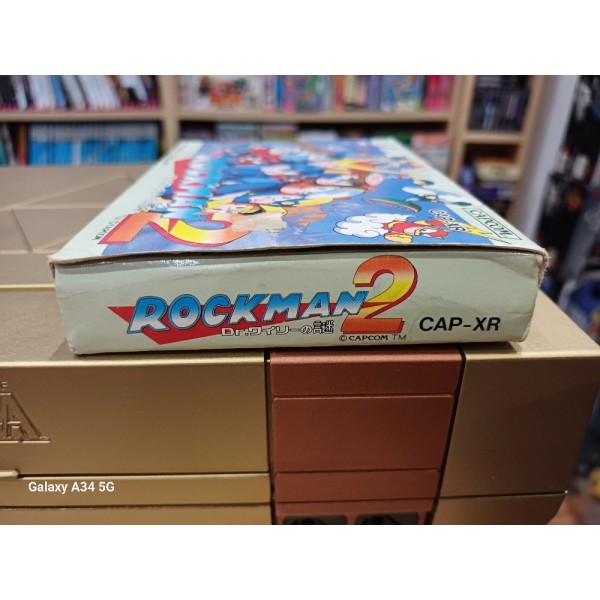 ROCKMAN 2
Dr.ワイリーの謎
© CAPCOM TM
CAP-XR
Galaxy A34 5G